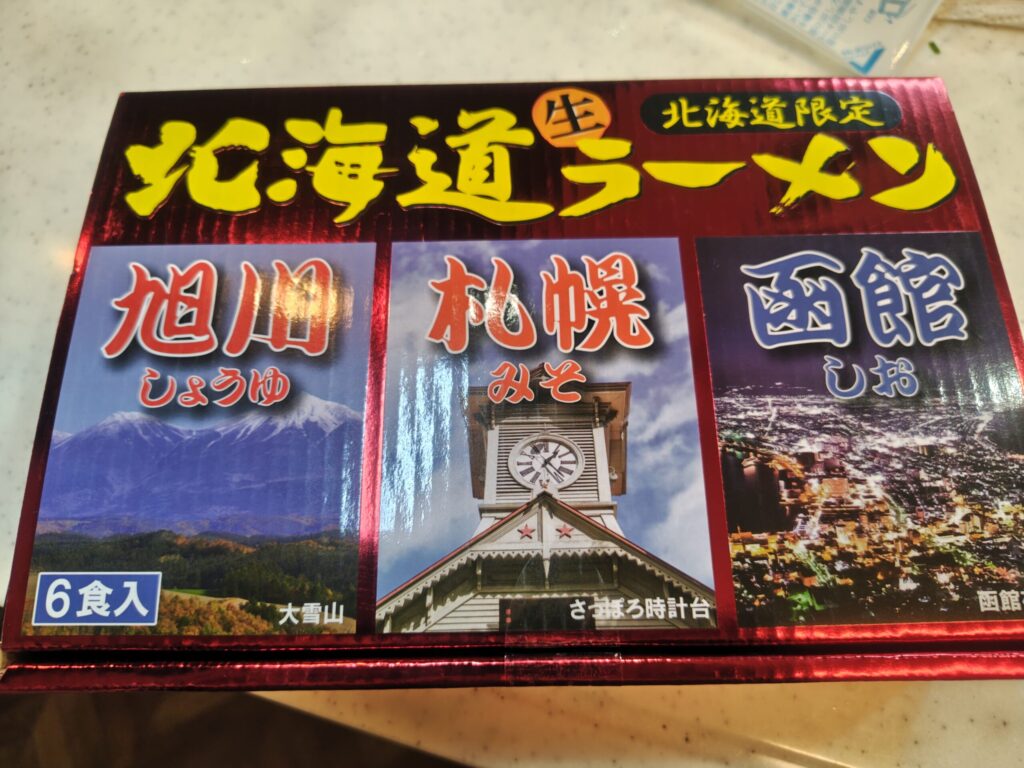 北海道限定
北海道生ラーメン
旭川
しょうゆ
札幌
みそ
函館
しお
6食入
大雪山
さっぽろ時計台
函館